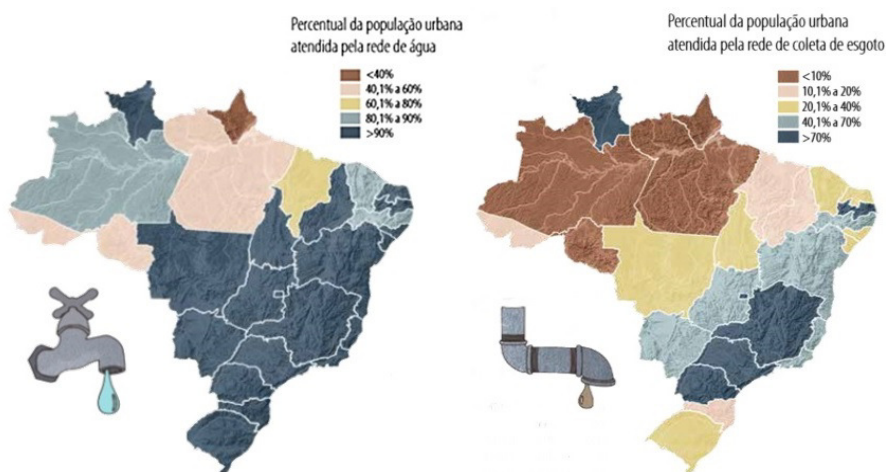 Percentual da população urbana
atendida pela rede de água
<40%
40,1% a 60%
60,1% a 80%
80,1% a 90%
>90%
Percentual da população urbana
atendida pela rede de coleta de esgoto
<10%
10,1% a 20%
20,1% a 40%
40,1% a 70%
>70%